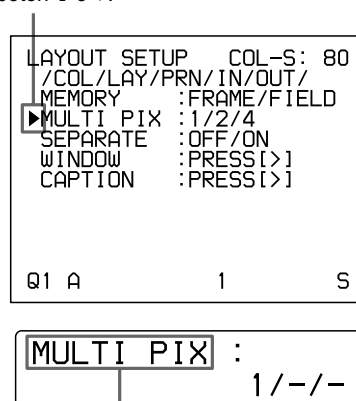 LAYOUT SETUP COL-S: 80
/COL/LAY/PRN/IN/OUT/
MEMORY :FRAME/FIELD
▶MULTI PIX :1/2/4
SEPARATE :OFF/ON
WINDOW :PRESS[>]
CAPTION :PRESS[>]
Q1 A 1 S
MULTI PIX :
1/-/-